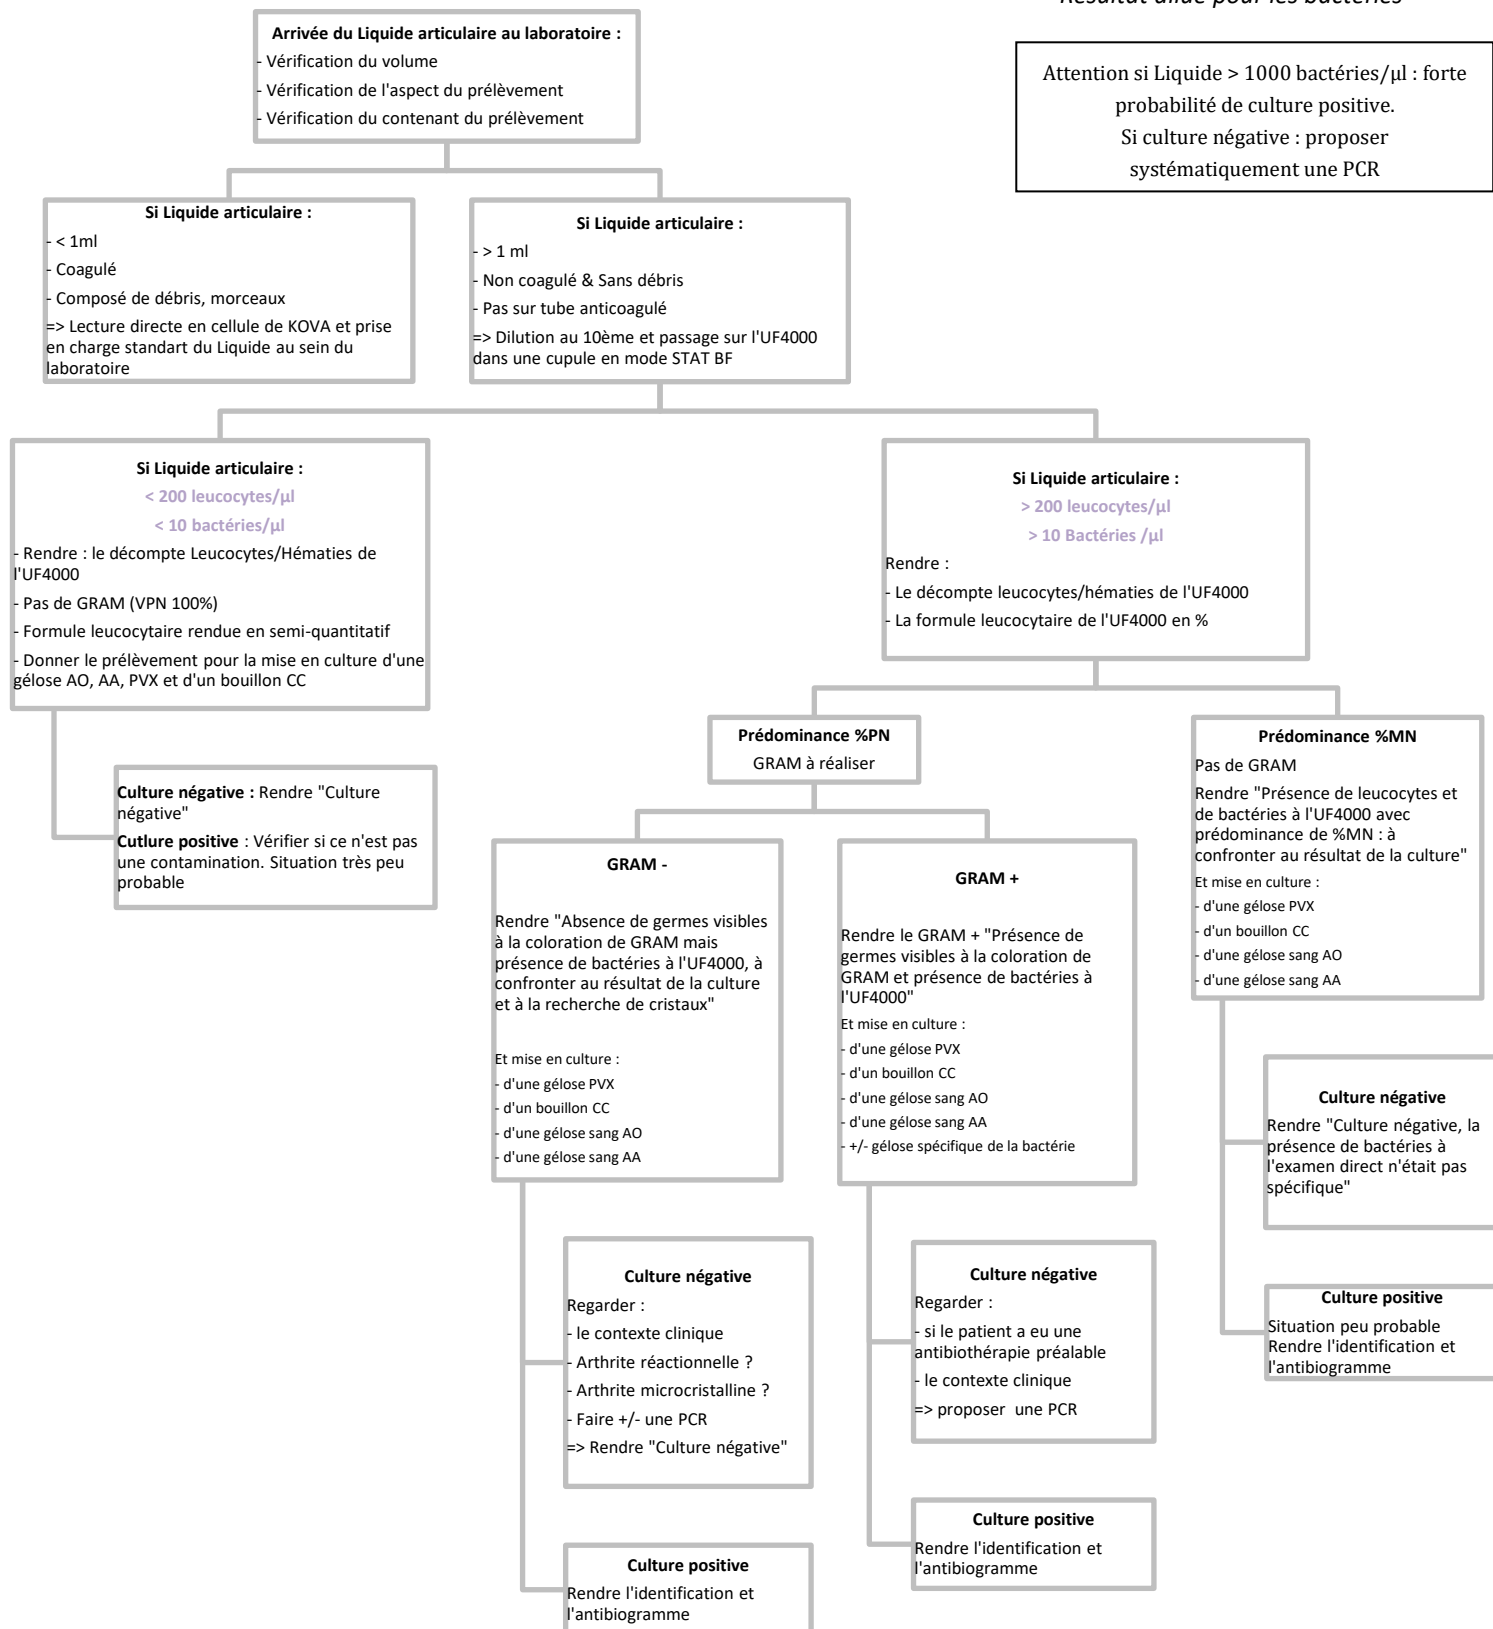 Résultat dilué pour les bactéries
Arrivée du Liquide articulaire au laboratoire :
- Vérification du volume
- Vérification de l'aspect du prélèvement
- Vérification du contenant du prélèvement
Attention si Liquide > 1000 bactéries/µl : forte
probabilité de culture positive.
Si culture négative : proposer
systématiquement une PCR
Si Liquide articulaire :
- < 1ml
- Coagulé
- Composé de débris, morceaux
=> Lecture directe en cellule de KOVA et prise
en charge standart du Liquide au sein du
laboratoire
Si Liquide articulaire :
- > 1 ml
- Non coagulé & Sans débris
- Pas sur tube anticoagulé
=> Dilution au 10ème et passage sur l'UF4000
dans une cupule en mode STAT BF
Si Liquide articulaire :
< 200 leucocytes/µl
< 10 bactéries/µl
- Rendre : le décompte Leucocytes/Hématies de
l'UF4000
- Pas de GRAM (VPN 100%)
- Formule leucocytaire rendue en semi-quantitatif
- Donner le prélèvement pour la mise en culture d'une
gélose AO, AA, PVX et d'un bouillon CC
Culture négative : Rendre "Culture
négative"
Cutlure positive : Vérifier si ce n'est pas
une contamination. Situation très peu
probable
Si Liquide articulaire :
> 200 leucocytes/µl
> 10 Bactéries /µl
Rendre :
- Le décompte leucocytes/hématies de l'UF4000
- La formule leucocytaire de l'UF4000 en %
Prédominance %PN
GRAM à réaliser
GRAM -
Rendre "Absence de germes visibles
à la coloration de GRAM mais
présence de bactéries à l'UF4000, à
confronter au résultat de la culture
et à la recherche de cristaux"
Et mise en culture :
- d'une gélose PVX
- d'un bouillon CC
- d'une gélose sang AO
- d'une gélose sang AA
Culture négative
Regarder :
- le contexte clinique
- Arthrite réactionnelle ?
- Arthrite microcristalline ?
- Faire +/- une PCR
=> Rendre "Culture négative"
Culture positive
Rendre l'identification et
l'antibiogramme
GRAM +
Rendre le GRAM + "Présence de
germes visibles à la coloration de
GRAM et présence de bactéries à
l'UF4000"
Et mise en culture :
- d'une gélose PVX
- d'un bouillon CC
- d'une gélose sang AO
- d'une gélose sang AA
- +/- gélose spécifique de la bactérie
Culture négative
Regarder :
- si le patient a eu une
antibiothérapie préalable
- le contexte clinique
=> proposer une PCR
Culture positive
Rendre l'identification et
l'antibiogramme
Prédominance %MN
Pas de GRAM
Rendre "Présence de leucocytes et
de bactéries à l'UF4000 avec
prédominance de %MN : à
confronter au résultat de la culture"
Et mise en culture :
- d'une gélose PVX
- d'un bouillon CC
- d'une gélose sang AO
- d'une gélose sang AA
Culture négative
Rendre "Culture négative, la
présence de bactéries à
l'examen direct n'était pas
spécifique"
Culture positive
Situation peu probable
Rendre l'identification et
l'antibiogramme